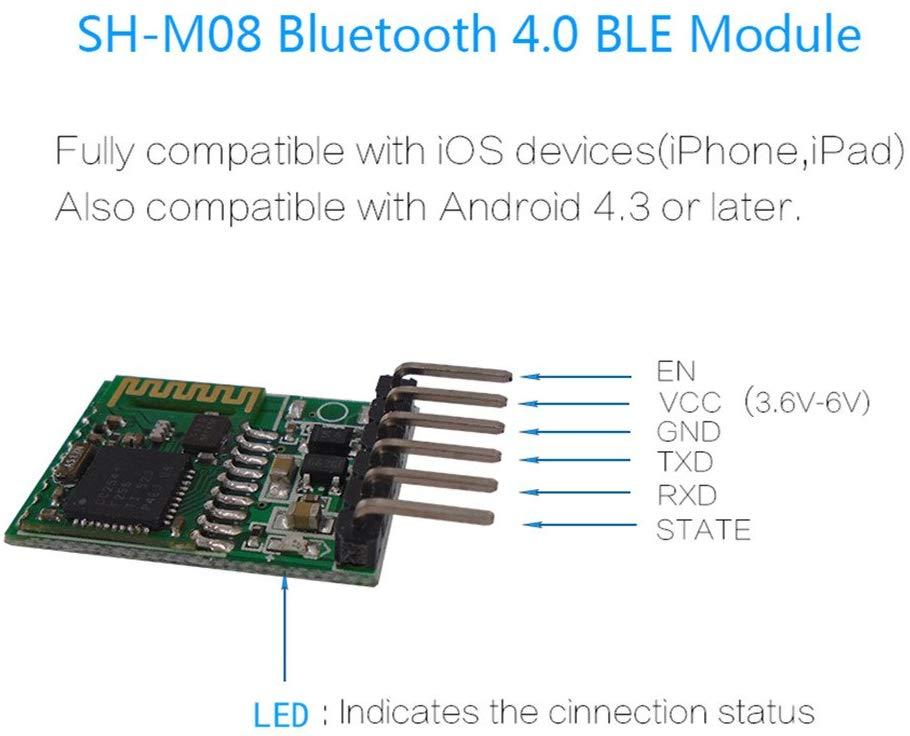 SH-M08 Bluetooth 4.0 BLE Module
Fully compatible with iOS devices(iPhone,iPad)
Also compatible with Android 4.3 or later.
EN
VCC (3.6V-6V)
GND
TXD
RXD
STATE
LED : Indicates the cinnection status